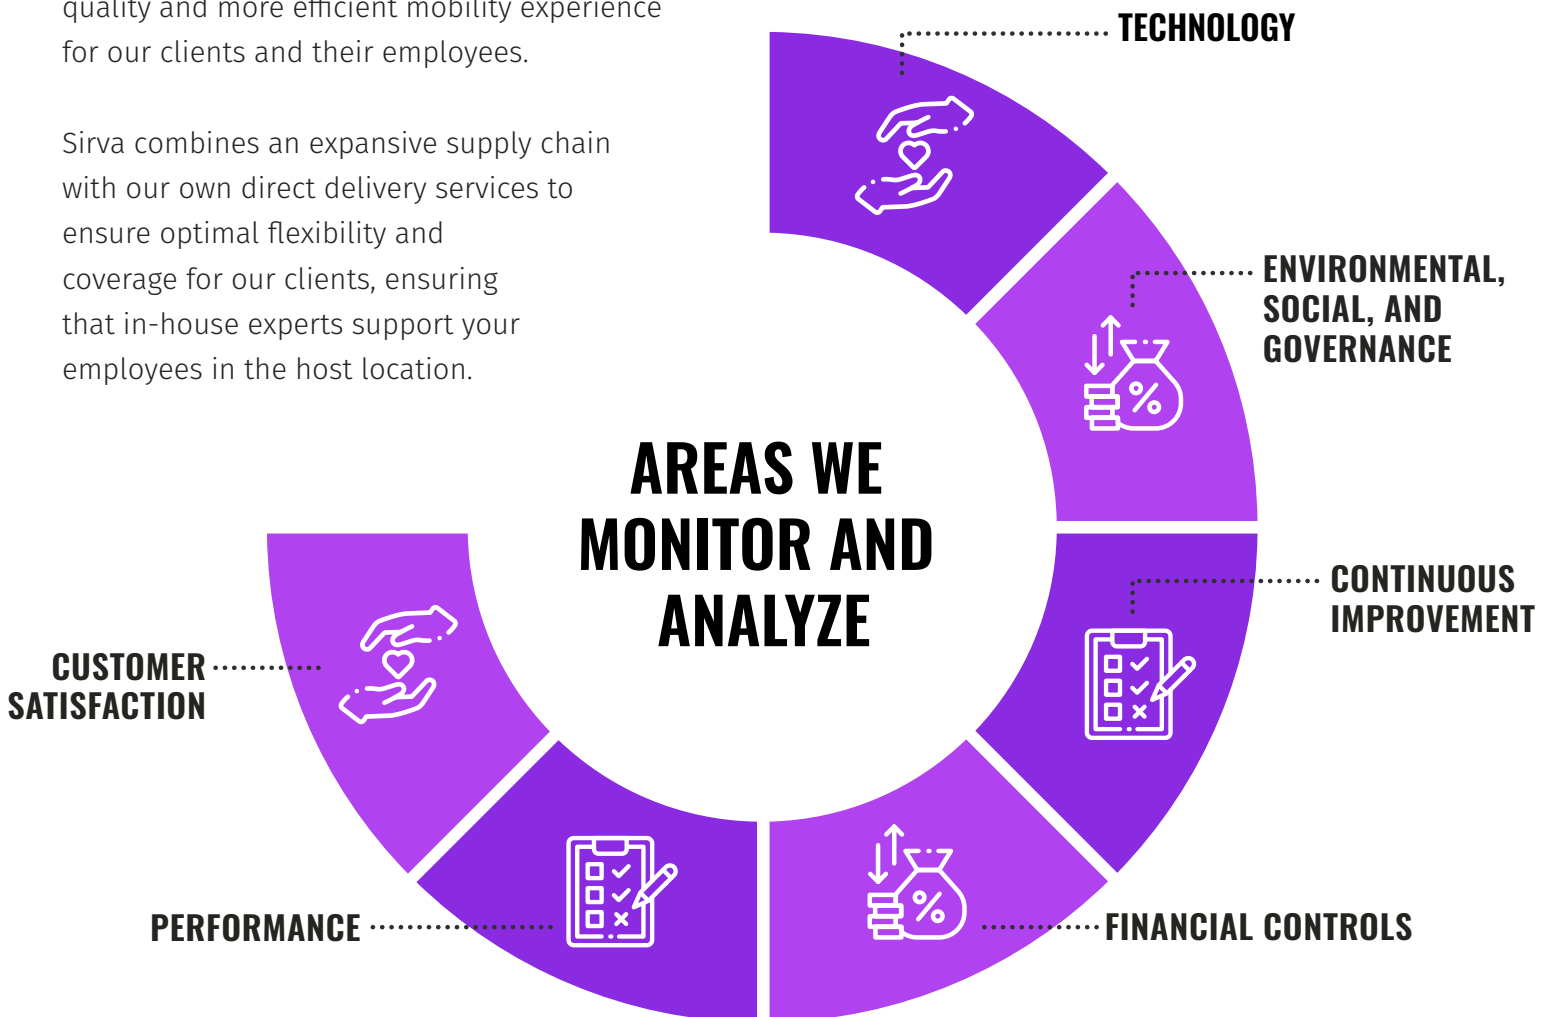 quality and more efficient mobility experience
for our clients and their employees.
Sirva combines an expansive supply chain
with our own direct delivery services to
ensure optimal flexibility and
coverage for our clients, ensuring
that in-house experts support your
employees in the host location.
AREAS WE
MONITOR AND
ANALYZE
TECHNOLOGY
ENVIRONMENTAL,
SOCIAL, AND
GOVERNANCE
CONTINUOUS
IMPROVEMENT
FINANCIAL CONTROLS
PERFORMANCE
CUSTOMER
SATISFACTION